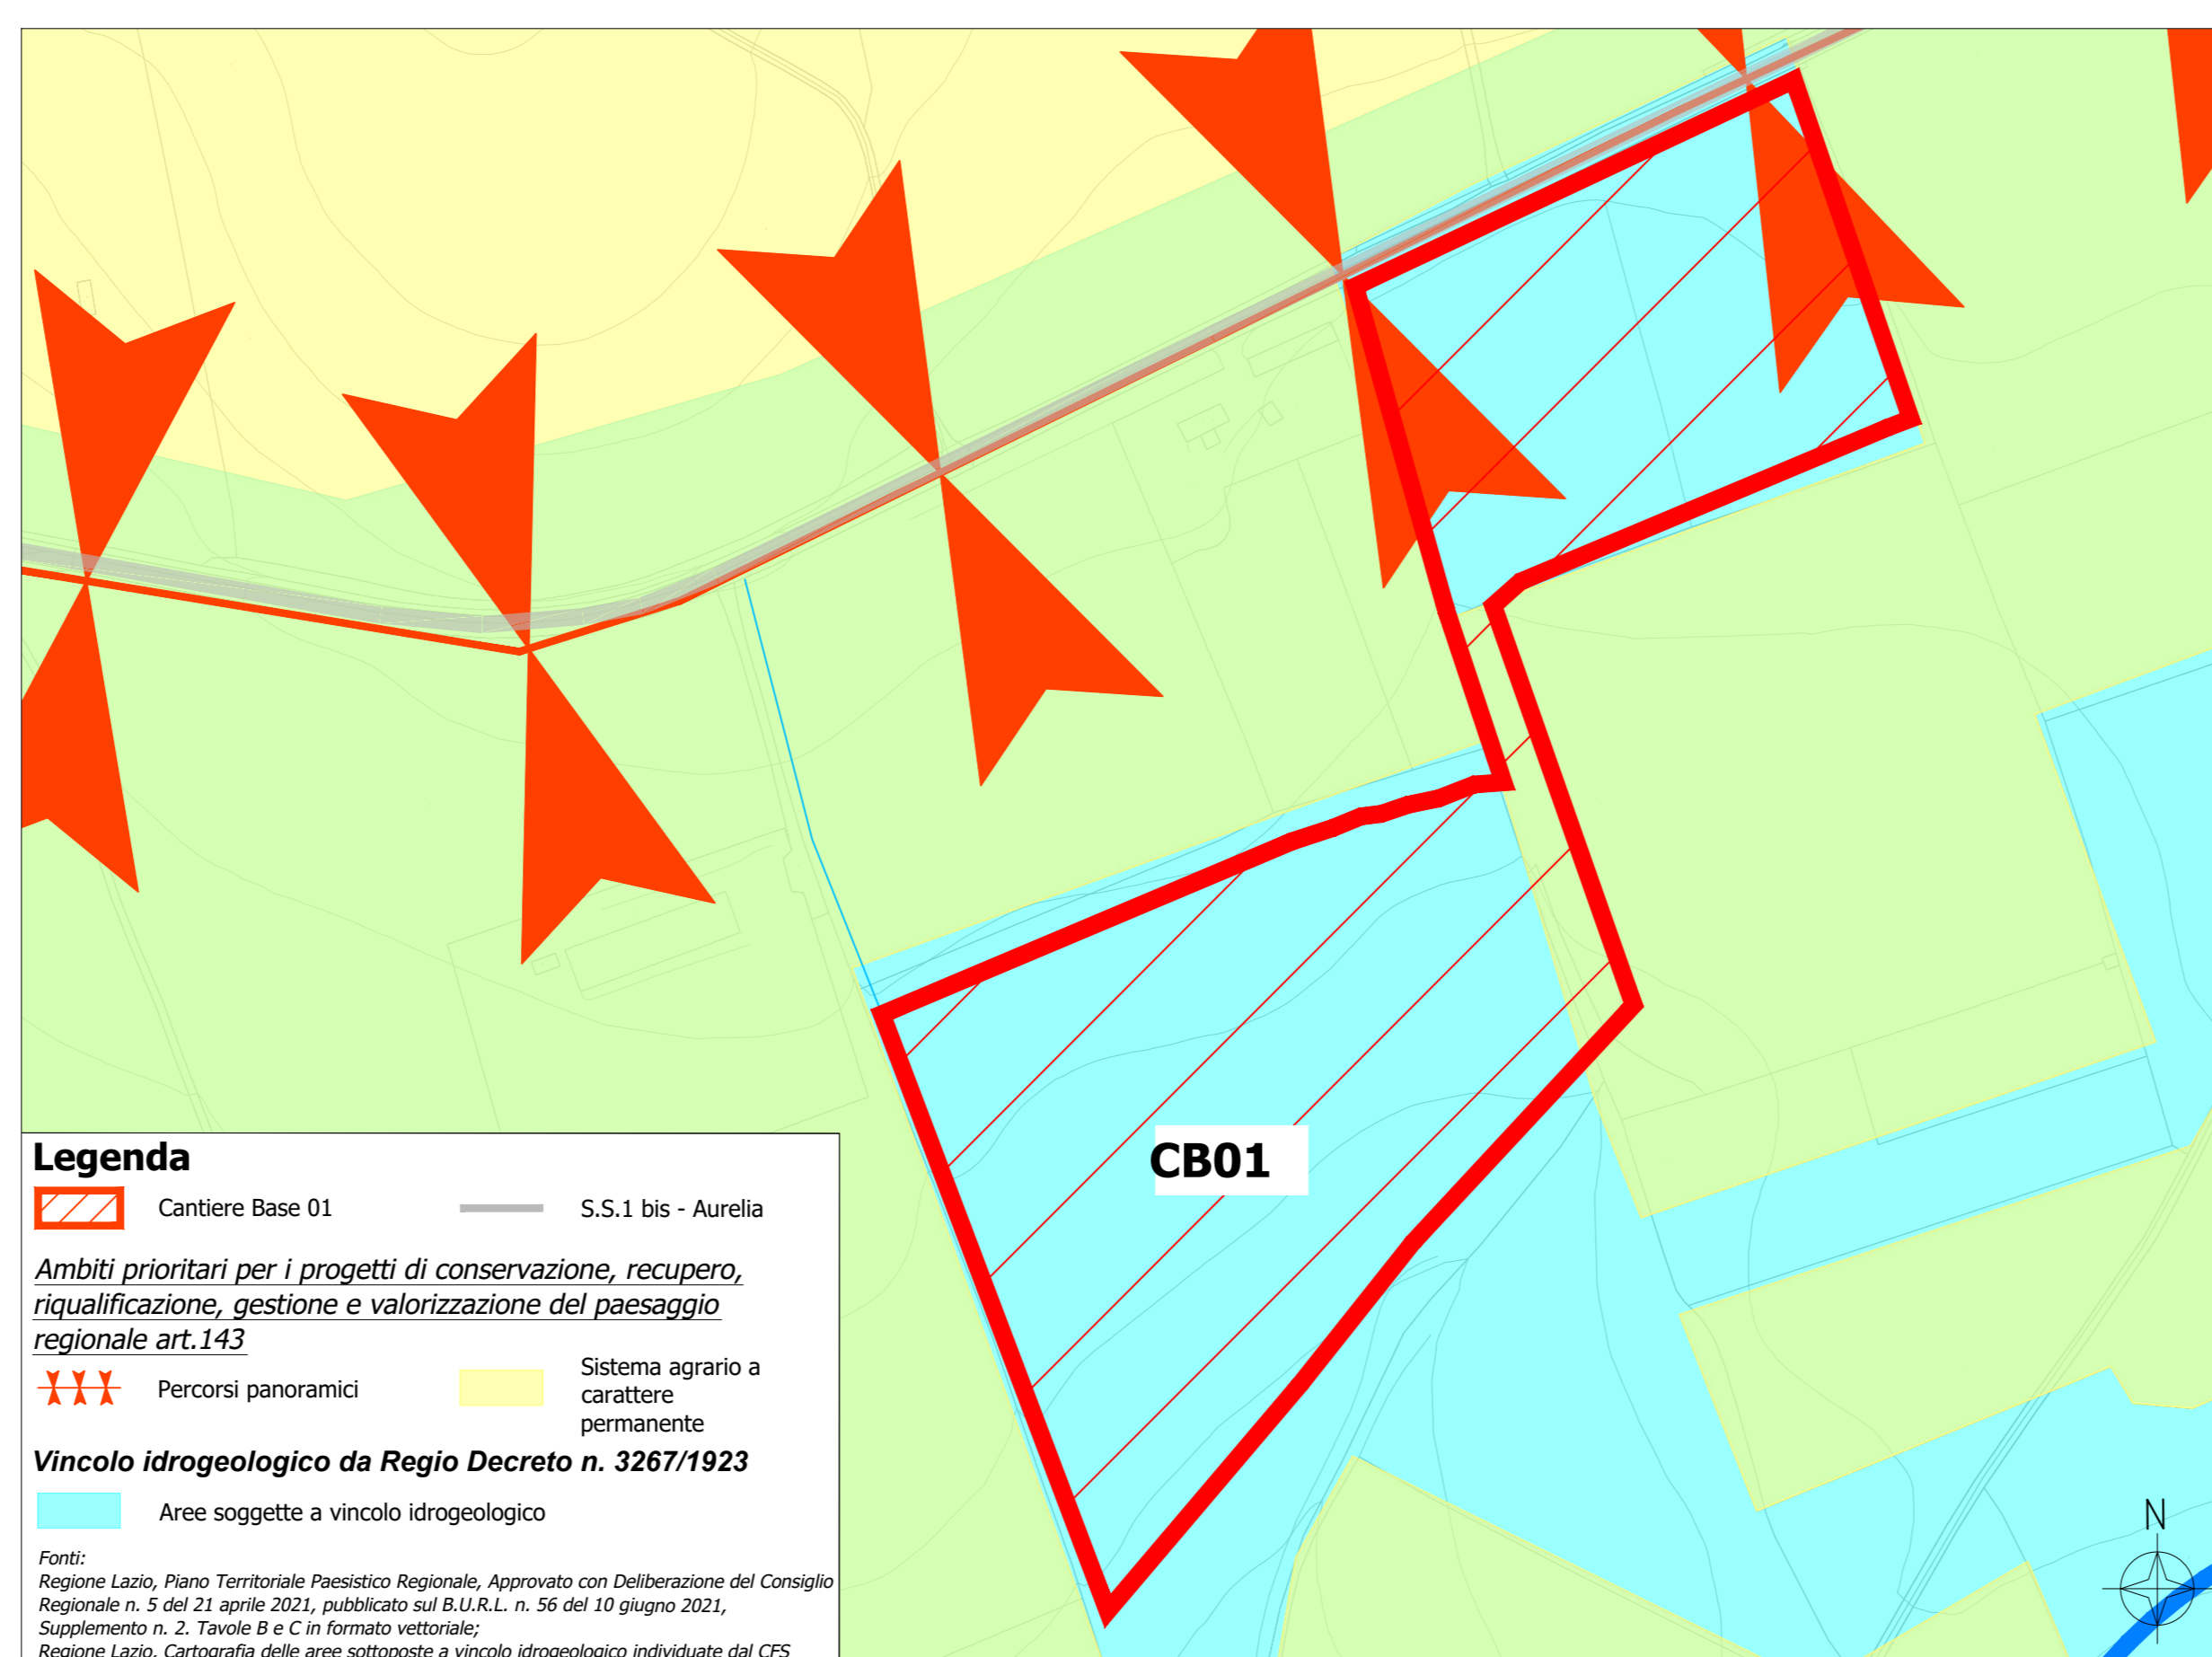 CB01
Legenda
Cantiere Base 01
S.S.1 bis - Aurelia
Ambiti prioritari per i progetti di conservazione, recupero,
riqualificazione, gestione e valorizzazione del paesaggio
regionale art.143
Percorsi panoramici
Sistema agrario a
carattere
permanente
Vincolo idrogeologico da Regio Decreto n. 3267/1923
Aree soggette a vincolo idrogeologico
Fonti:
Regione Lazio, Piano Territoriale Paesistico Regionale, Approvato con Deliberazione del Consiglio
Regionale n. 5 del 21 aprile 2021, pubblicato sul B.U.R.L. n. 56 del 10 giugno 2021,
Supplemento n. 2. Tavole B e C in formato vettoriale;
Regione Lazio, Cartografia delle aree sottoposte a vincolo idrogeologico individuate dal CFS
N